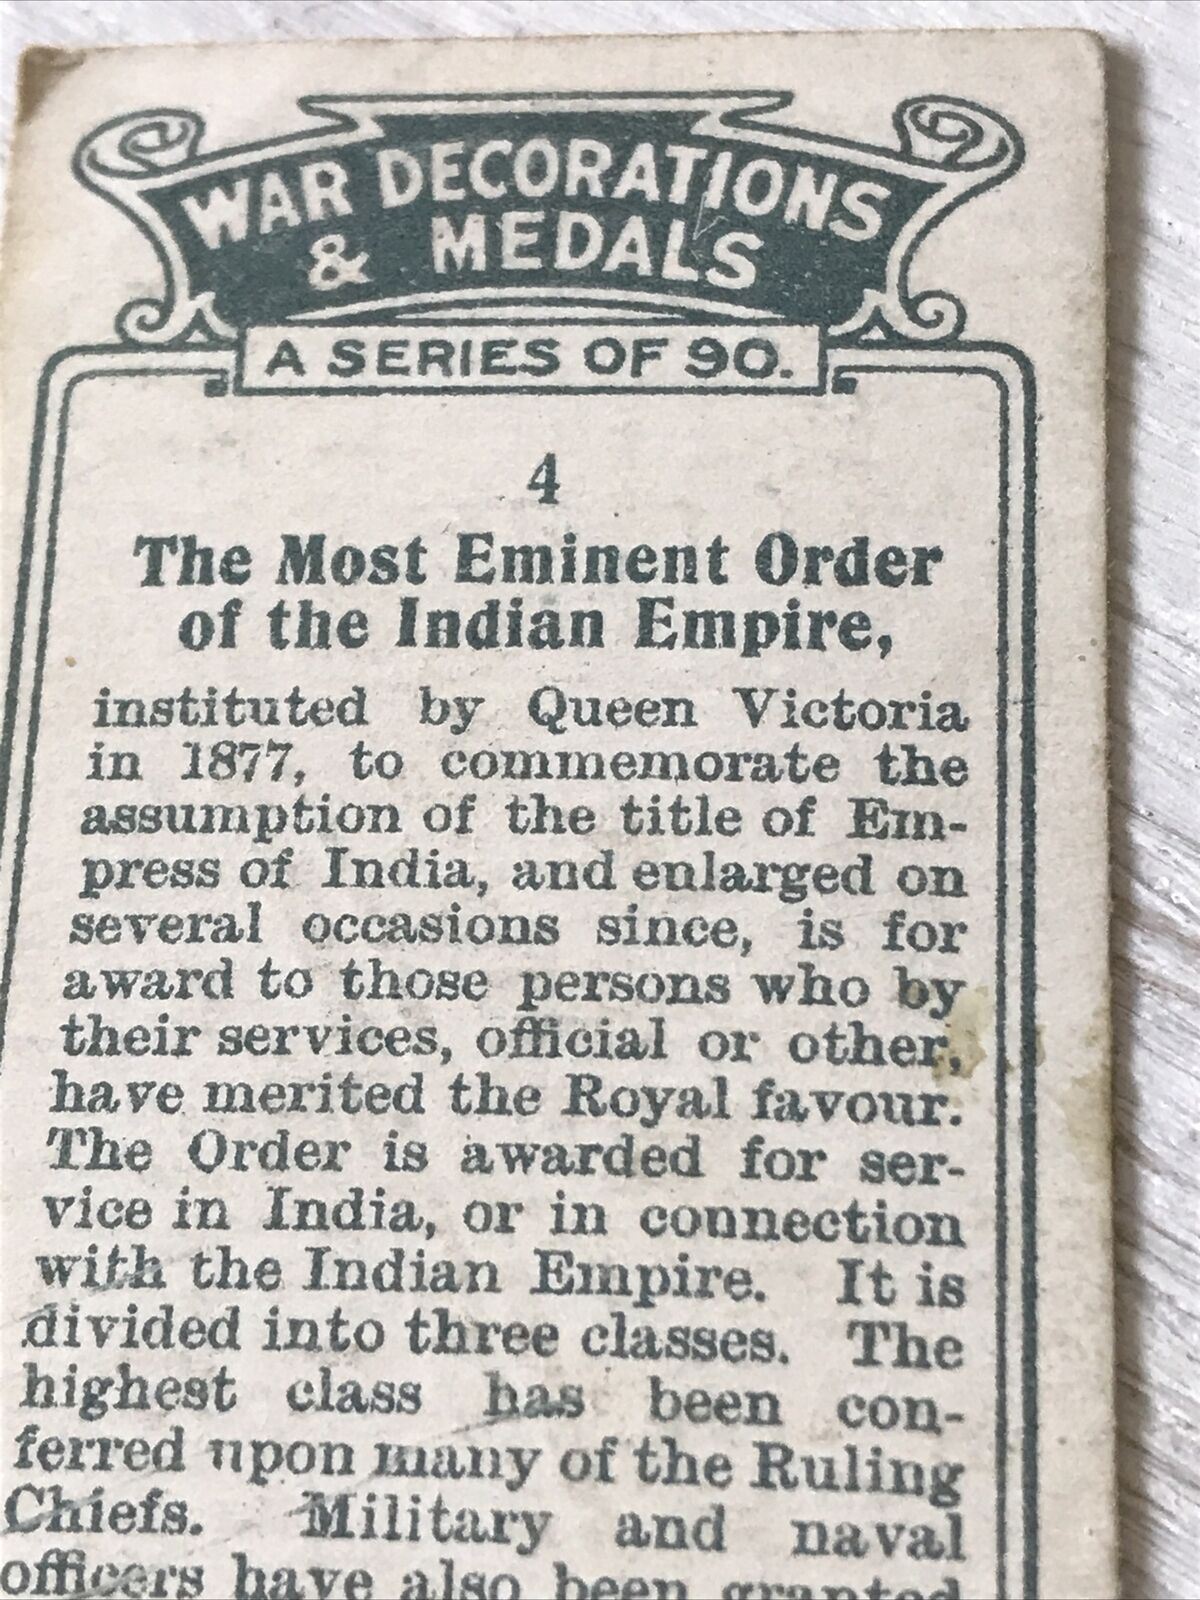 WAR DECORATIONS
& MEDALS
A SERIES OF 90.
4
The Most Eminent Order
of the Indian Empire,
instituted by Queen Victoria
in 1877, to commemorate the
assumption of the title of Em-
press of India, and enlarged on
several occasions since, is for
award to those persons who by
their services, official or other,
have merited the Royal favour.
The Order is awarded for ser-
vice in India, or in connection
with the Indian Empire. It is
divided into three classes. The
highest class has been con-
ferred upon many of the Ruling
Chiefs. Military and naval
officers have also been granted